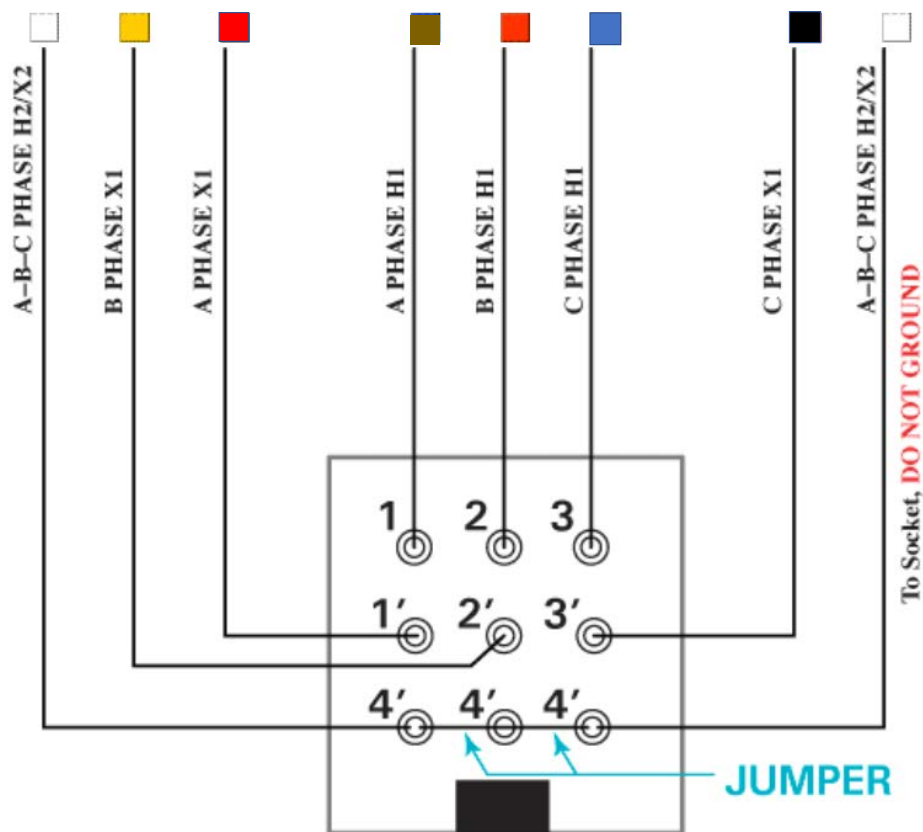 A–B–C PHASE H2/X2
B PHASE X1
A PHASE X1
A PHASE H1
B PHASE H1
C PHASE H1
C PHASE X1
A–B–C PHASE H2/X2
To Socket, DO NOT GROUND
1 2 3
1′ 2′ 3′
4′ 4′ 4′
JUMPER